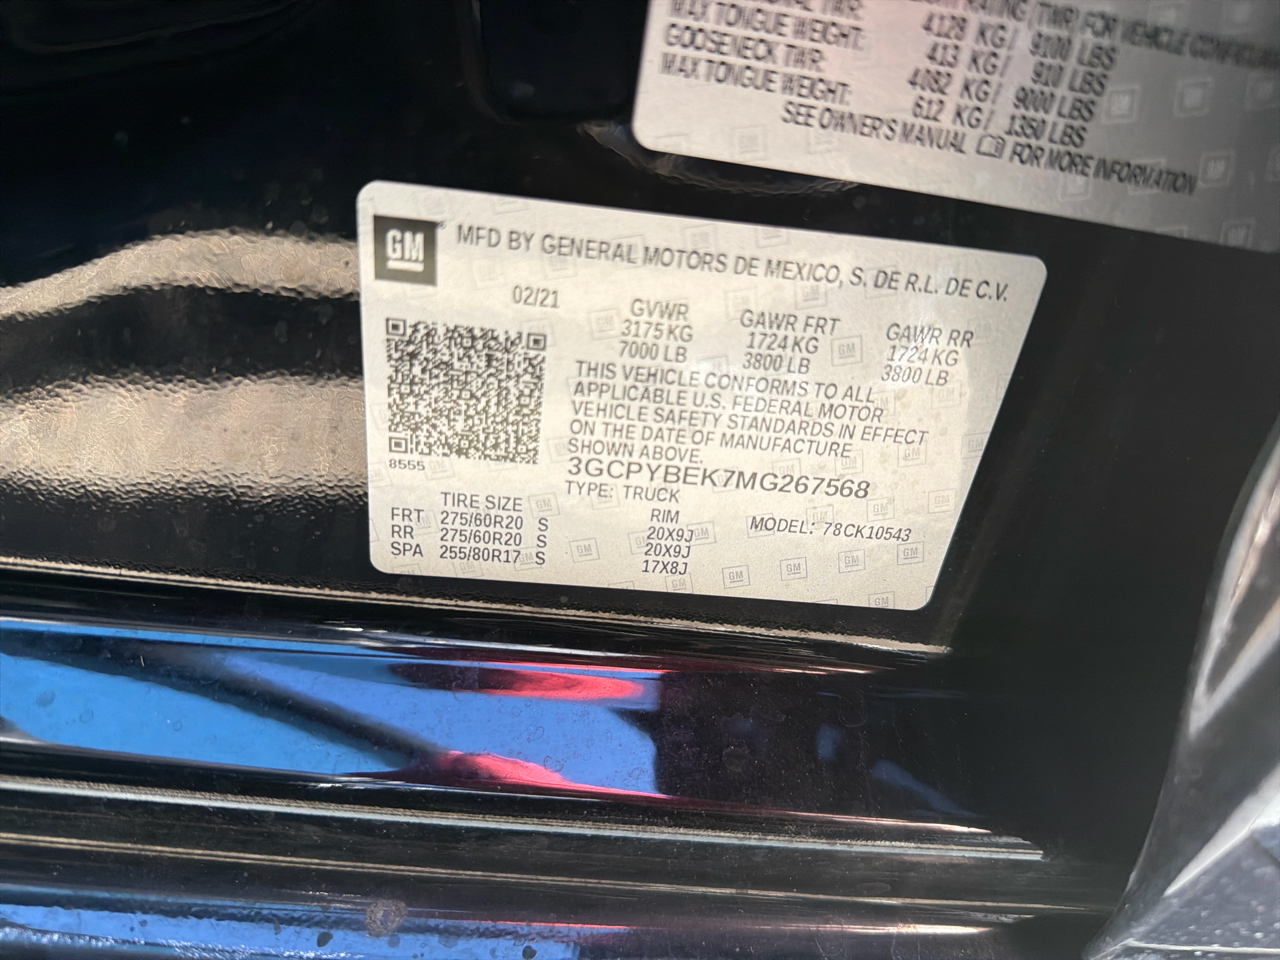 RATING (TWR) FOR VEHICLE
TWR: 4128 KG/ 9100 LBS
MAX TONGUE WEIGHT: 413 KG/ 910 LBS
GOOSENECK TWR: 4082 KG/ 9000 LBS
MAX TONGUE WEIGHT: 612 KG/ 1350 LBS
SEE OWNER'S MANUAL FOR MORE INFORMATION
GM® MFD BY GENERAL MOTORS DE MEXICO, S. DE R.L. DE C.V.
02/21 GVWR GAWR FRT GAWR RR
3175 KG 1724 KG 1724 KG
7000 LB 3800 LB 3800 LB
THIS VEHICLE CONFORMS TO ALL
APPLICABLE U.S. FEDERAL MOTOR
VEHICLE SAFETY STANDARDS IN EFFECT
ON THE DATE OF MANUFACTURE
SHOWN ABOVE.
8555
3GCPYBEK7MG267568
TYPE: TRUCK
TIRE SIZE RIM MODEL: 78CK10543
FRT 275/60R20 S 20X9J
RR 275/60R20 S 20X9J
SPA 255/80R17 S 17X8J